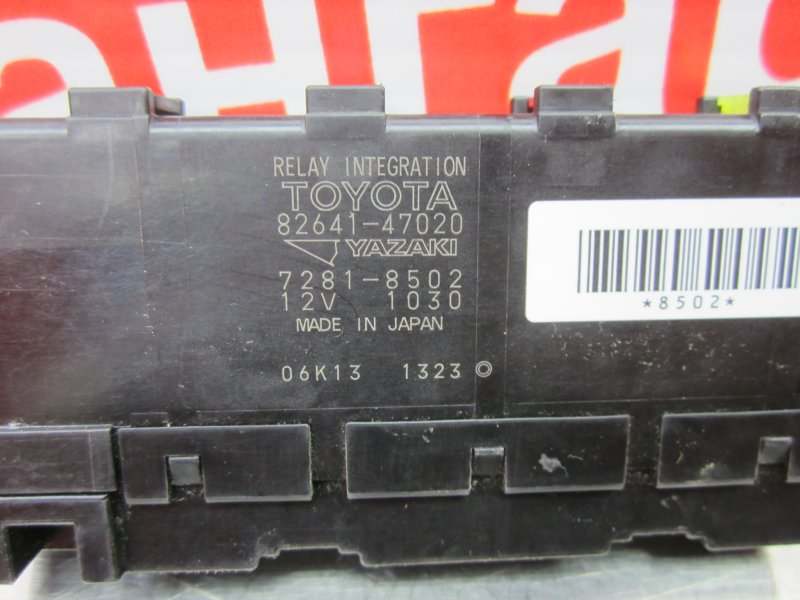 RELAY INTEGRATION
TOYOTA
82641-47020
YAZAKI
7281-8502
12V 1030
MADE IN JAPAN
06K13 1323
*8502*